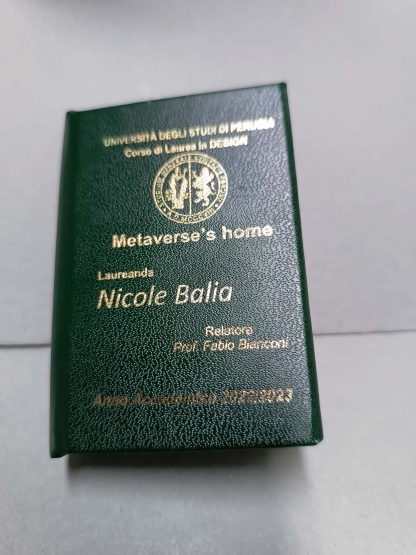 UNIVERSITÀ DEGLI STUDI DI PERUGIA
Corso di Laurea in DESIGN
Metaverse's home
Laureanda
Nicole Balia
Relatore
Prof. Fabio Bianconi
Anno Accademico 2022/2023